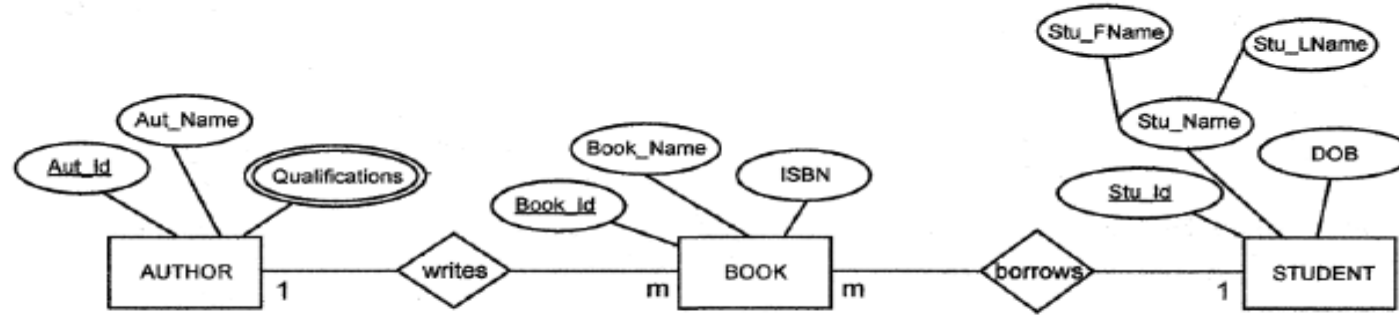 Stu_FName
Stu_LName
Aut_Name
Stu_Name
Aut_Id
Qualifications
Book_Name
ISBN
DOB
Book_Id
Stu_Id
AUTHOR
writes
BOOK
borrows
STUDENT
1
m
m
1